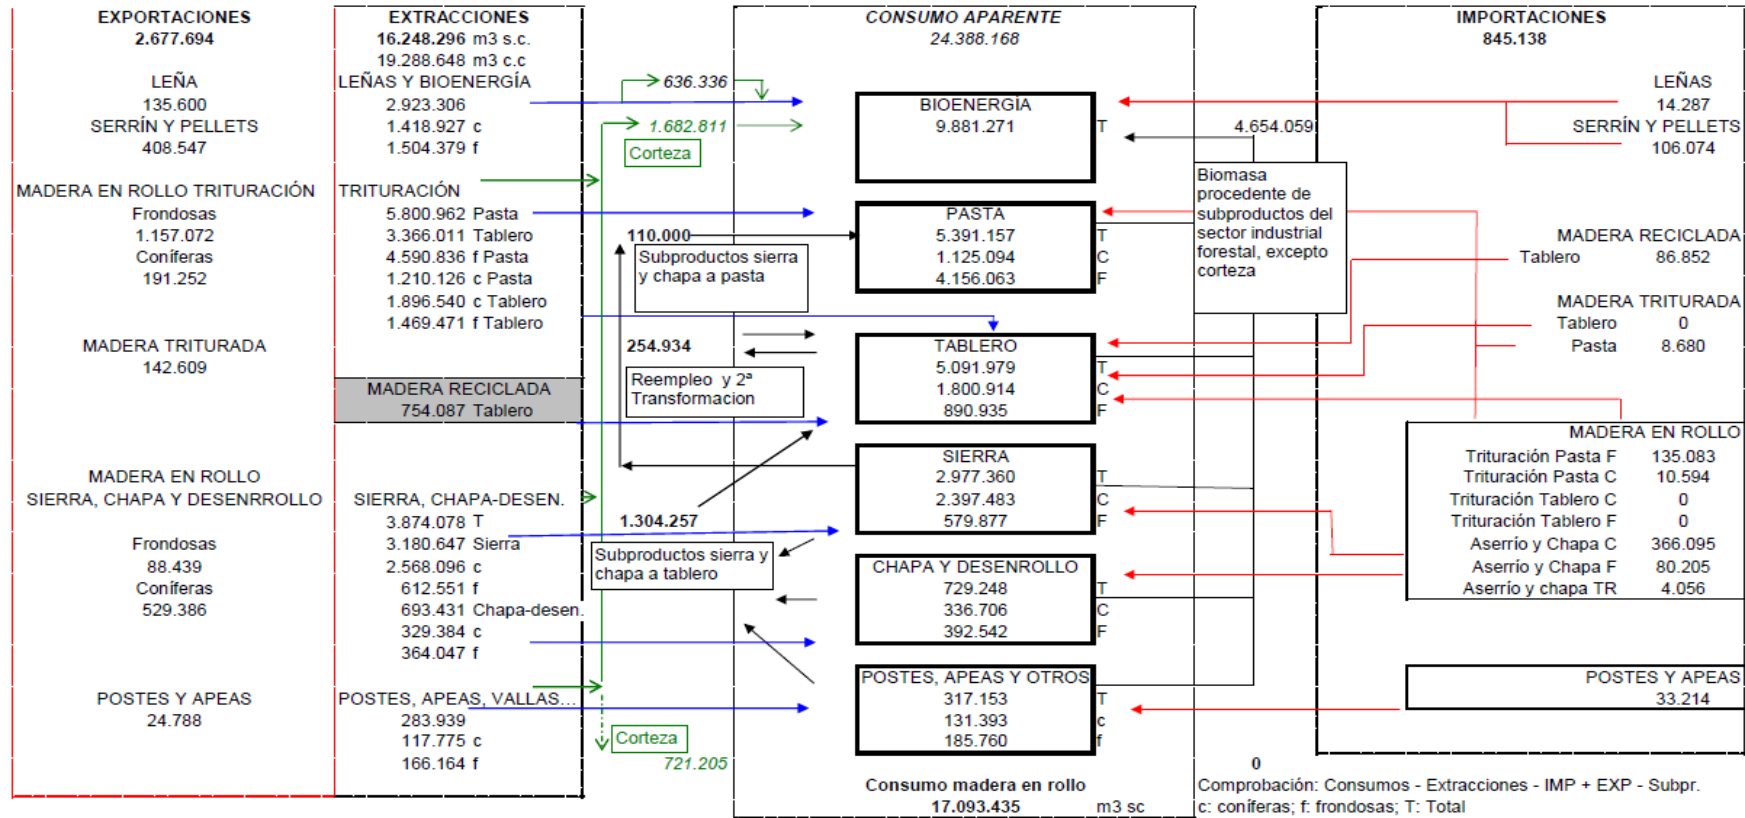 EXPORTACIONES
2.677.694
LEÑA
135.600
SERRÍN Y PELLETS
408.547
MADERA EN ROLLO TRITURACIÓN
Frondosas
1.157.072
Coníferas
191.252
MADERA TRITURADA
142.609
MADERA EN ROLLO
SIERRA, CHAPA Y DESENRROLLO
Frondosas
88.439
Coníferas
529.386
POSTES Y APEAS
24.788
EXTRACCIONES
16.248.296 m3 s.c.
19.288.648 m3 c.c
LEÑAS Y BIOENERGÍA
2.923.306
1.418.927 c
1.504.379 f
TRITURACIÓN
5.800.962 Pasta
3.366.011 Tablero
4.590.836 f Pasta
1.210.126 c Pasta
1.896.540 c Tablero
1.469.471 f Tablero
MADERA RECICLADA
754.087 Tablero
SIERRA, CHAPA-DESEN.
3.874.078 T
3.180.647 Sierra
2.568.096 c
612.551 f
693.431 Chapa-desen.
329.384 c
364.047 f
POSTES, APEAS, VALLAS...
283.939
117.775 c
166.164 f
636.336
1.682.811
Corteza
110.000
Subproductos sierra
y chapa a pasta
254.934
Reempleo y 2ª
Transformacion
1.304.257
Subproductos sierra y
chapa a tablero
Corteza
721.205
CONSUMO APARENTE
24.388.168
BIOENERGÍA
9.881.271 T
PASTA
5.391.157 T
1.125.094 C
4.156.063 F
TABLERO
5.091.979 T
1.800.914 C
890.935 F
SIERRA
2.977.360 T
2.397.483 C
579.877 F
CHAPA Y DESENROLLO
729.248 T
336.706 C
392.542 F
POSTES, APEAS Y OTROS
317.153 T
131.393 c
185.760 f
Consumo madera en rollo
17.093.435 m3 sc
4.654.059
Biomasa
procedente de
subproductos del
sector industrial
forestal, excepto
corteza
IMPORTACIONES
845.138
LEÑAS
14.287
SERRÍN Y PELLETS
106.074
MADERA RECICLADA
Tablero 86.852
MADERA TRITURADA
Tablero 0
Pasta 8.680
MADERA EN ROLLO
Trituración Pasta F 135.083
Trituración Pasta C 10.594
Trituración Tablero C 0
Trituración Tablero F 0
Aserrío y Chapa C 366.095
Aserrío y Chapa F 80.205
Aserrío y chapa TR 4.056
POSTES Y APEAS
33.214
0
Comprobación: Consumos - Extracciones - IMP + EXP - Subpr.
c: coníferas; f: frondosas; T: Total